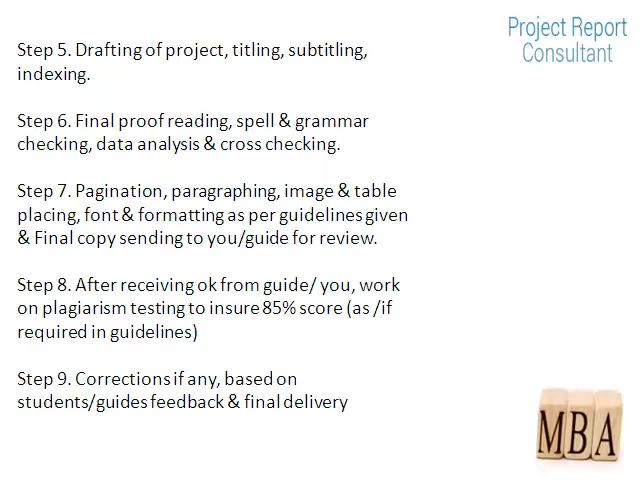 Project Report
Consultant
Step 5. Drafting of project, titling, subtitling,
indexing.
Step 6. Final proof reading, spell & grammar
checking, data analysis & cross checking.
Step 7. Pagination, paragraphing, image & table
placing, font & formatting as per guidelines given
& Final copy sending to you/guide for review.
Step 8. After receiving ok from guide/ you, work
on plagiarism testing to insure 85% score (as /if
required in guidelines)
Step 9. Corrections if any, based on
students/guides feedback & final delivery
MBA